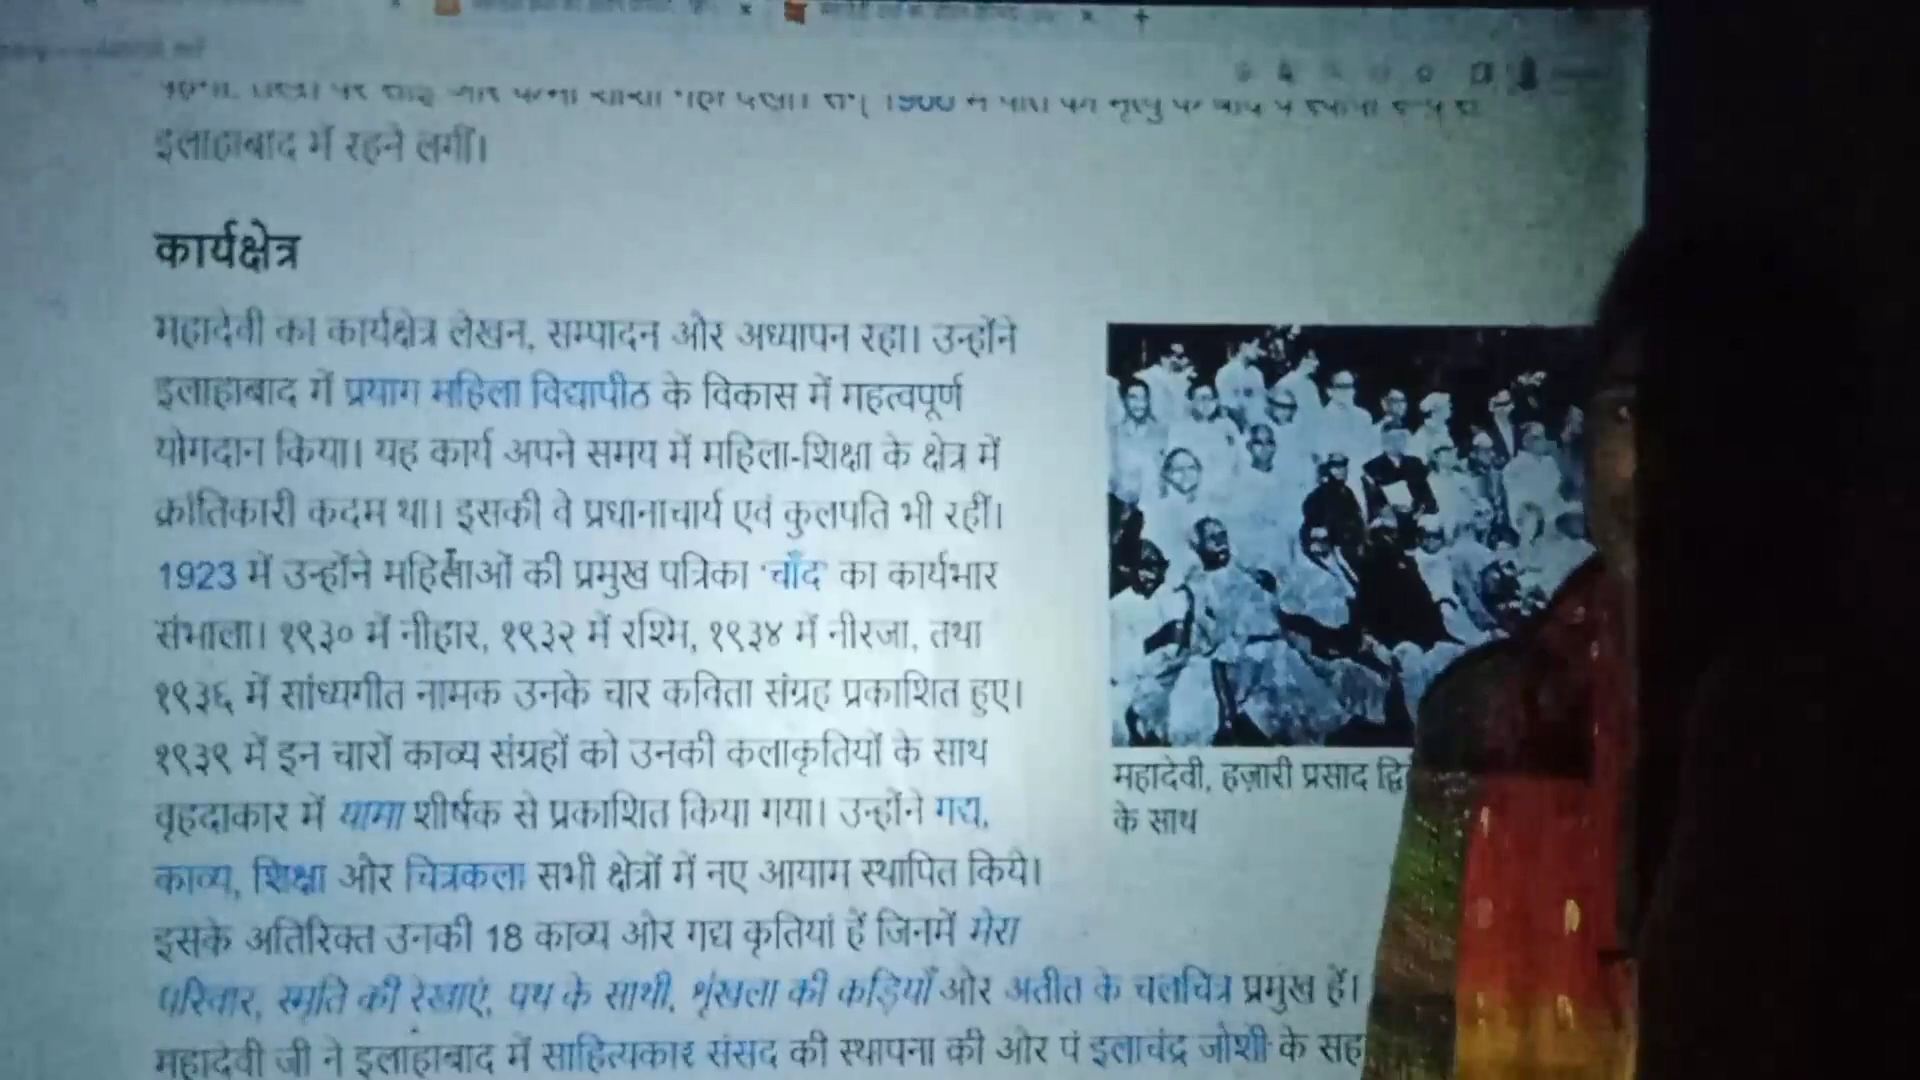 इलाहाबाद में रहने लगीं।
कार्यक्षेत्र
महादेवी का कार्यक्षेत्र लेखन, सम्पादन और अध्यापन रहा। उन्होंने
इलाहाबाद में प्रयाग महिला विद्यापीठ के विकास में महत्वपूर्ण
योगदान किया। यह कार्य अपने समय में महिला-शिक्षा के क्षेत्र में
क्रांतिकारी कदम था। इसकी वे प्रधानाचार्य एवं कुलपति भी रहीं।
1923 में उन्होंने महिलाओं की प्रमुख पत्रिका 'चाँद' का कार्यभार
संभाला। १९३० में नीहार, १९३२ में रश्मि, १९३४ में नीरजा, तथा
१९३६ में सांध्यगीत नामक उनके चार कविता संग्रह प्रकाशित हुए।
१९३९ में इन चारों काव्य संग्रहों को उनकी कलाकृतियों के साथ
वृहदाकार में यामा शीर्षक से प्रकाशित किया गया। उन्होंने गद्य,
काव्य, शिक्षा और चित्रकला सभी क्षेत्रों में नए आयाम स्थापित किये।
इसके अतिरिक्त उनकी 18 काव्य और गद्य कृतियां हैं जिनमें मेरा
परिवार, स्मृति की रेखाएं, पथ के साथी, शृंखला की कड़ियाँ और अतीत के चलचित्र प्रमुख हैं।
महादेवी जी ने इलाहाबाद में साहित्यकार संसद की स्थापना की और पं इलाचंद्र जोशी के सह
महादेवी, हज़ारी प्रसाद द्वि
के साथ